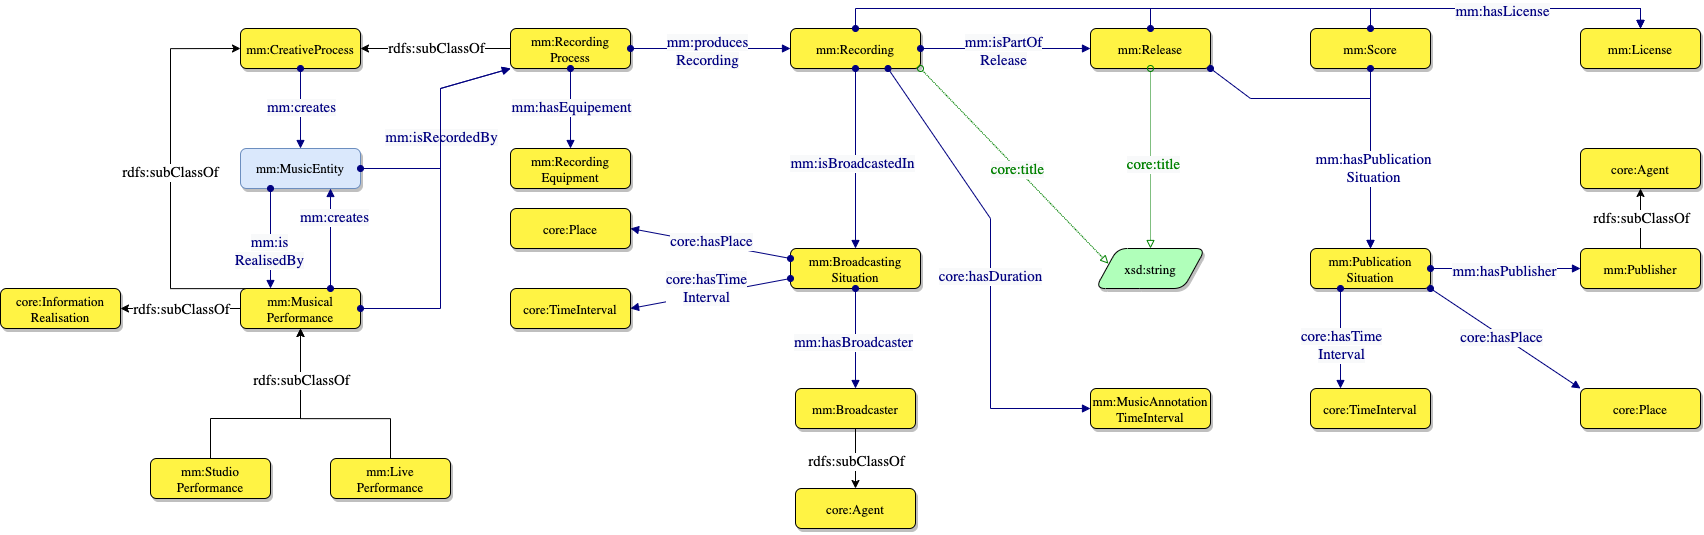 mm:hasLicense
mm:CreativeProcess
rdfs:subClassOf
mm:Recording
Process
mm:produces
Recording
mm:Recording
mm:isPartOf
Release
mm:Release
mm:Score
mm:License
mm:creates
mm:hasEquipement
mm:isRecordedBy
rdfs:subClassOf
mm:MusicEntity
mm:Recording
Equipment
mm:isBroadcastedIn
core:title
core:title
mm:hasPublication
Situation
core:Agent
mm:creates
mm:is
RealisedBy
core:Place
core:hasPlace
rdfs:subClassOf
core:hasTime
Interval
mm:Broadcasting
Situation
core:hasDuration
xsd:string
mm:Publication
Situation
mm:hasPublisher
mm:Publisher
core:Information
Realisation
rdfs:subClassOf
mm:Musical
Performance
core:TimeInterval
mm:hasBroadcaster
core:hasTime
Interval
core:hasPlace
rdfs:subClassOf
mm:Broadcaster
mm:MusicAnnotation
TimeInterval
core:TimeInterval
core:Place
rdfs:subClassOf
mm:Studio
Performance
mm:Live
Performance
core:Agent